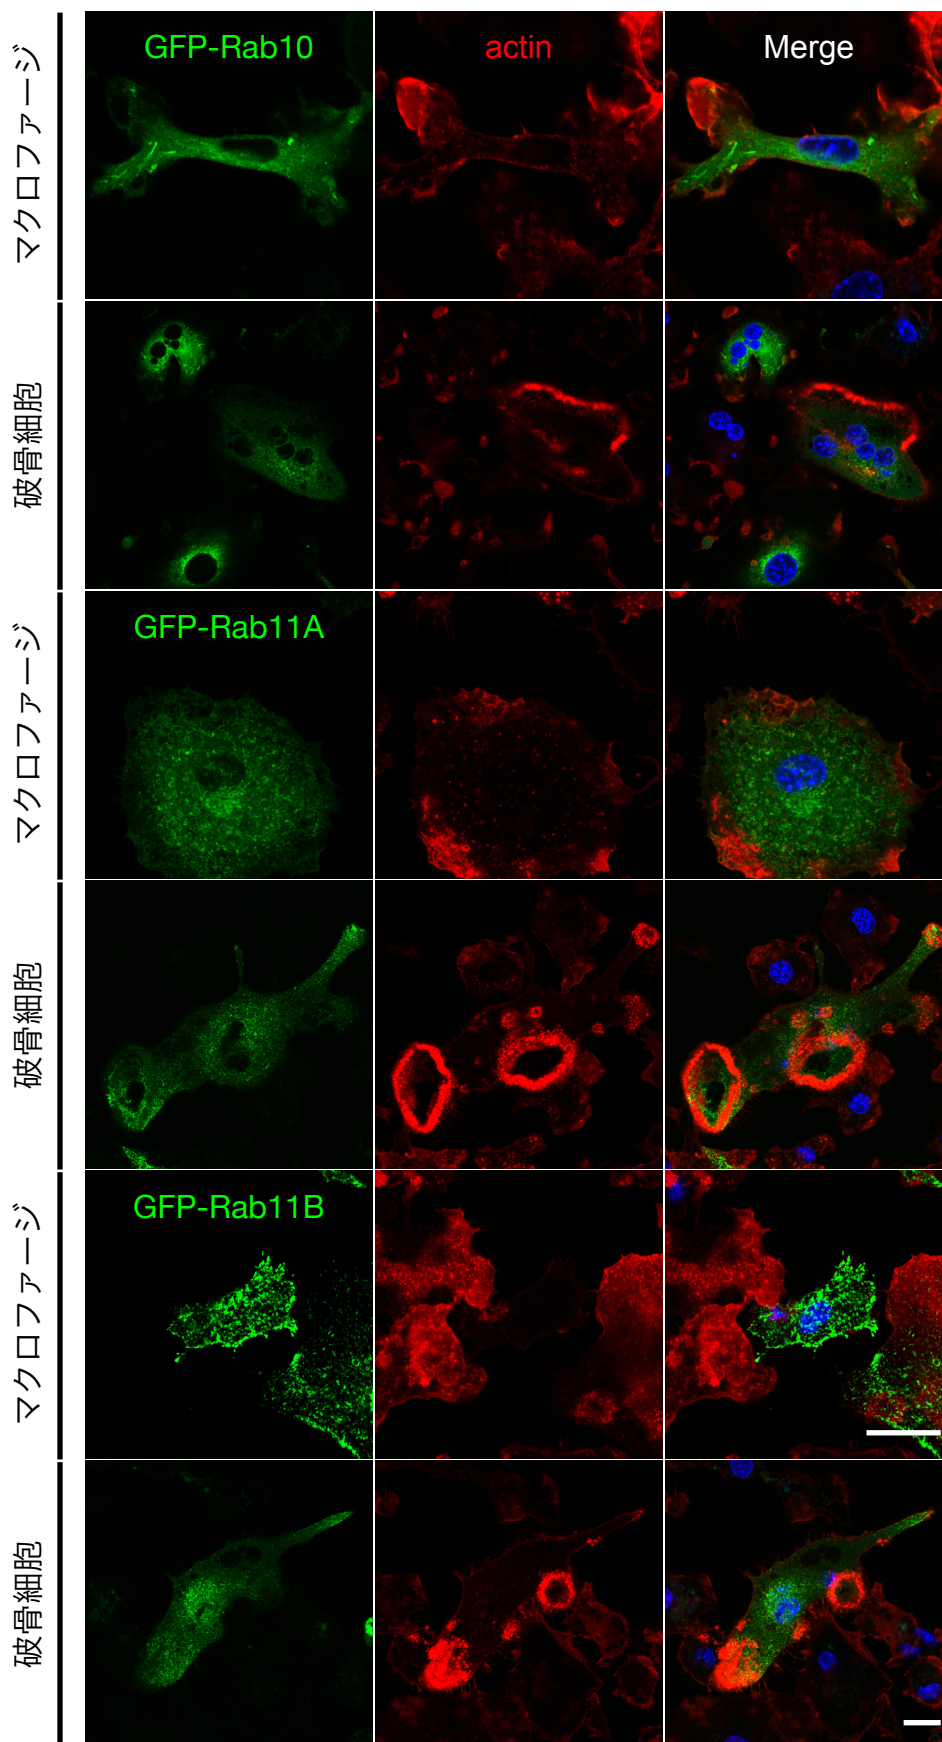 GFP-Rab10
actin
Merge
マクロファージ
破骨細胞
GFP-Rab11A
マクロファージ
破骨細胞
GFP-Rab11B
マクロファージ
破骨細胞